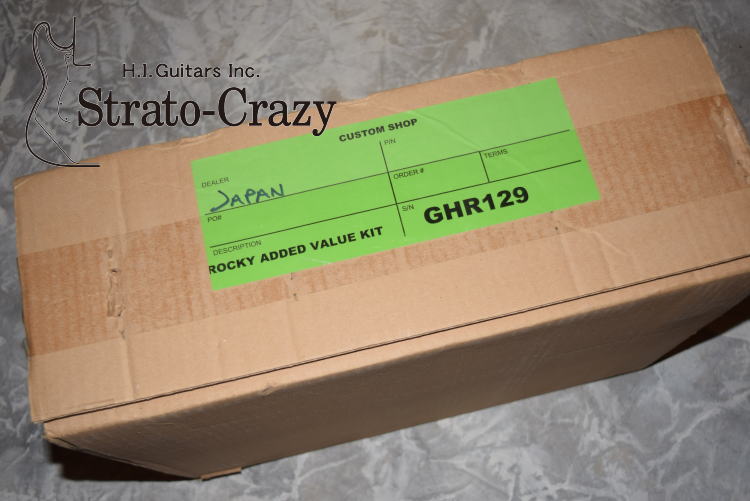 H.I.Guitars Inc.
Strato-Crazy
CUSTOM SHOP
DEALER
P/N
JAPAN
ORDER #
TERMS
PO#
S/N
GHR129
DESCRIPTION
ROCKY ADDED VALUE KIT